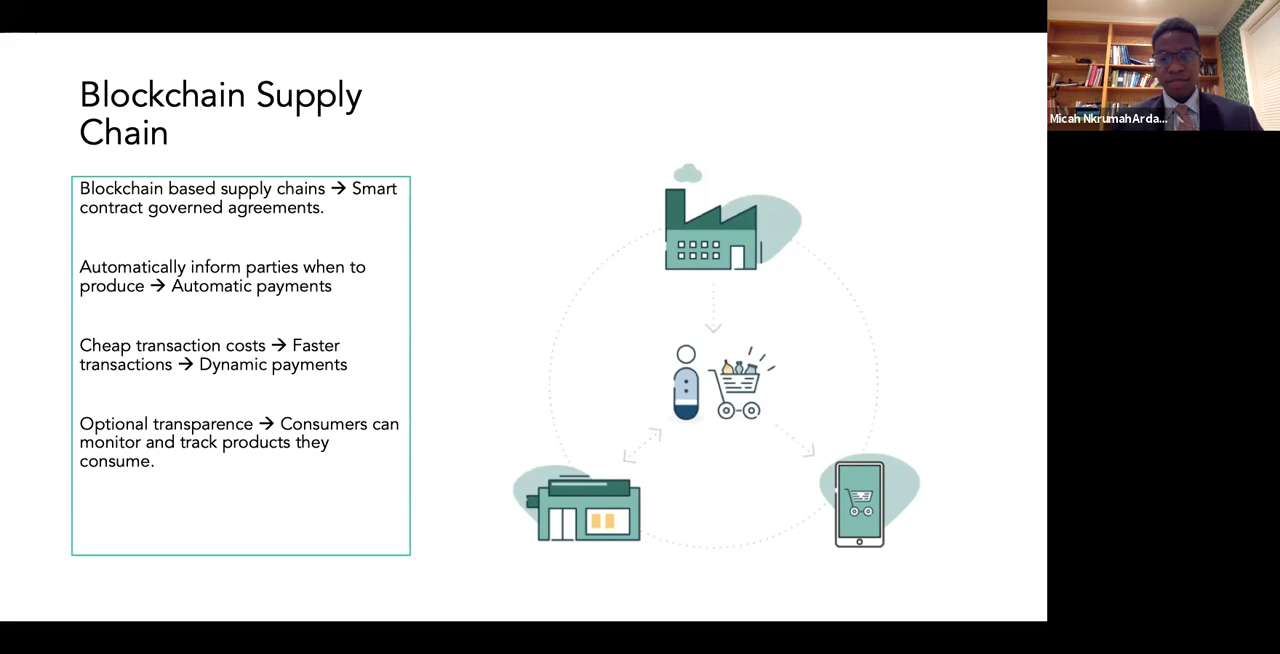 Blockchain Supply
Chain
Blockchain based supply chains → Smart
contract governed agreements.
Automatically inform parties when to
produce → Automatic payments
Cheap transaction costs → Faster
transactions → Dynamic payments
Optional transparence → Consumers can
monitor and track products they
consume.
Micah NkrumahArda...